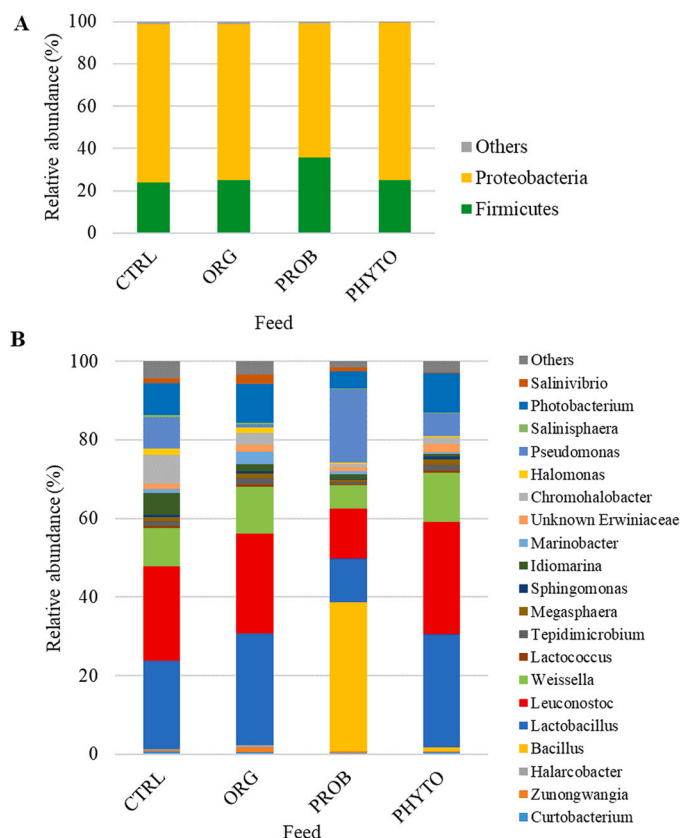 A
Relative abundance (%)
100
80
60
40
20
0
CTRL
ORG
PROB
PHYTO
Feed
Others
Proteobacteria
Firmicutes
B
Relative abundance (%)
100
80
60
40
20
0
CTRL
ORG
PROB
PHYTO
Feed
Others
Salinivibrio
Photobacterium
Salinisphaera
Pseudomonas
Halomonas
Chromohalobacter
Unknown Erwiniaceae
Marinobacter
Idiomarina
Sphingomonas
Megasphaera
Tepidimicrobium
Lactococcus
Weissella
Leuconostoc
Lactobacillus
Bacillus
Halarcobacter
Zunongwangia
Curtobacterium